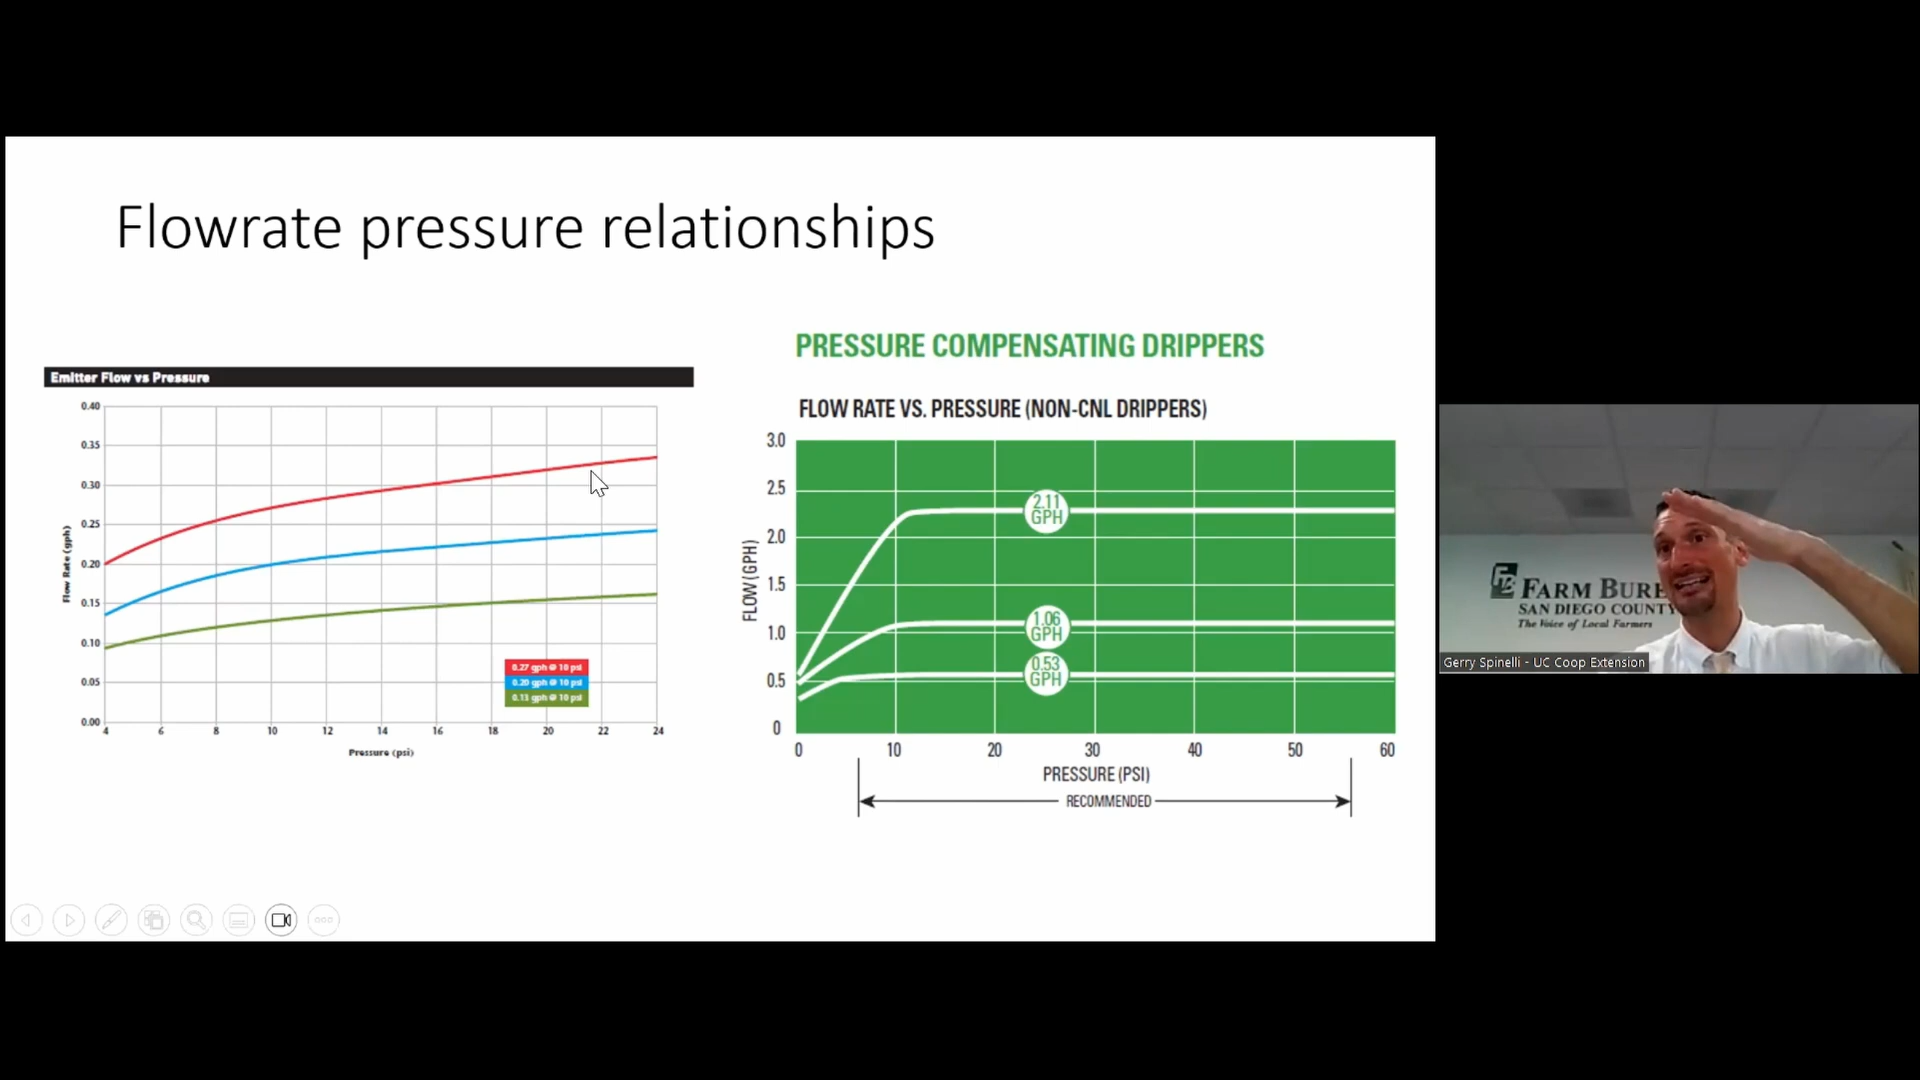 Flowrate pressure relationships
Emitter Flow vs Pressure
0.40
0.35
0.30
0.25
0.20
0.15
0.10
0.05
0.00
Flow Rate (gph)
4 6 8 10 12 14 16 18 20 22 24
Pressure (psi)
0.27 gph @ 10 psi
0.20 gph @ 10 psi
0.13 gph @ 10 psi
PRESSURE COMPENSATING DRIPPERS
FLOW RATE VS. PRESSURE (NON-CNL DRIPPERS)
3.0
2.5
2.0
1.5
1.0
0.5
0
FLOW (GPH)
2.11
GPH
1.06
GPH
0.53
GPH
0 10 20 30 40 50 60
PRESSURE (PSI)
RECOMMENDED
FB
FARM BURE
SAN DIEGO COUNTY
The Voice of Local Farmers
Gerry Spinelli - UC Coop Extension